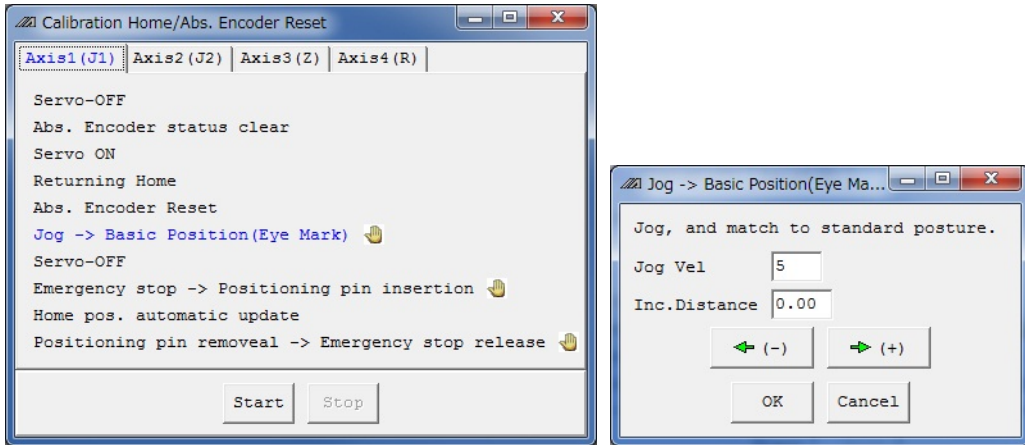 Calibration Home/Abs. Encoder Reset
Axis1(J1) Axis2(J2) Axis3(Z) Axis4(R)
Servo-OFF
Abs. Encoder status clear
Servo ON
Returning Home
Abs. Encoder Reset
Jog -> Basic Position(Eye Mark)
Servo-OFF
Emergency stop -> Positioning pin insertion
Home pos. automatic update
Positioning pin removeal -> Emergency stop release
Start Stop
Jog -> Basic Position(Eye Ma...
Jog, and match to standard posture.
Jog Vel 5
Inc.Distance 0.00
(-) (+)
OK Cancel